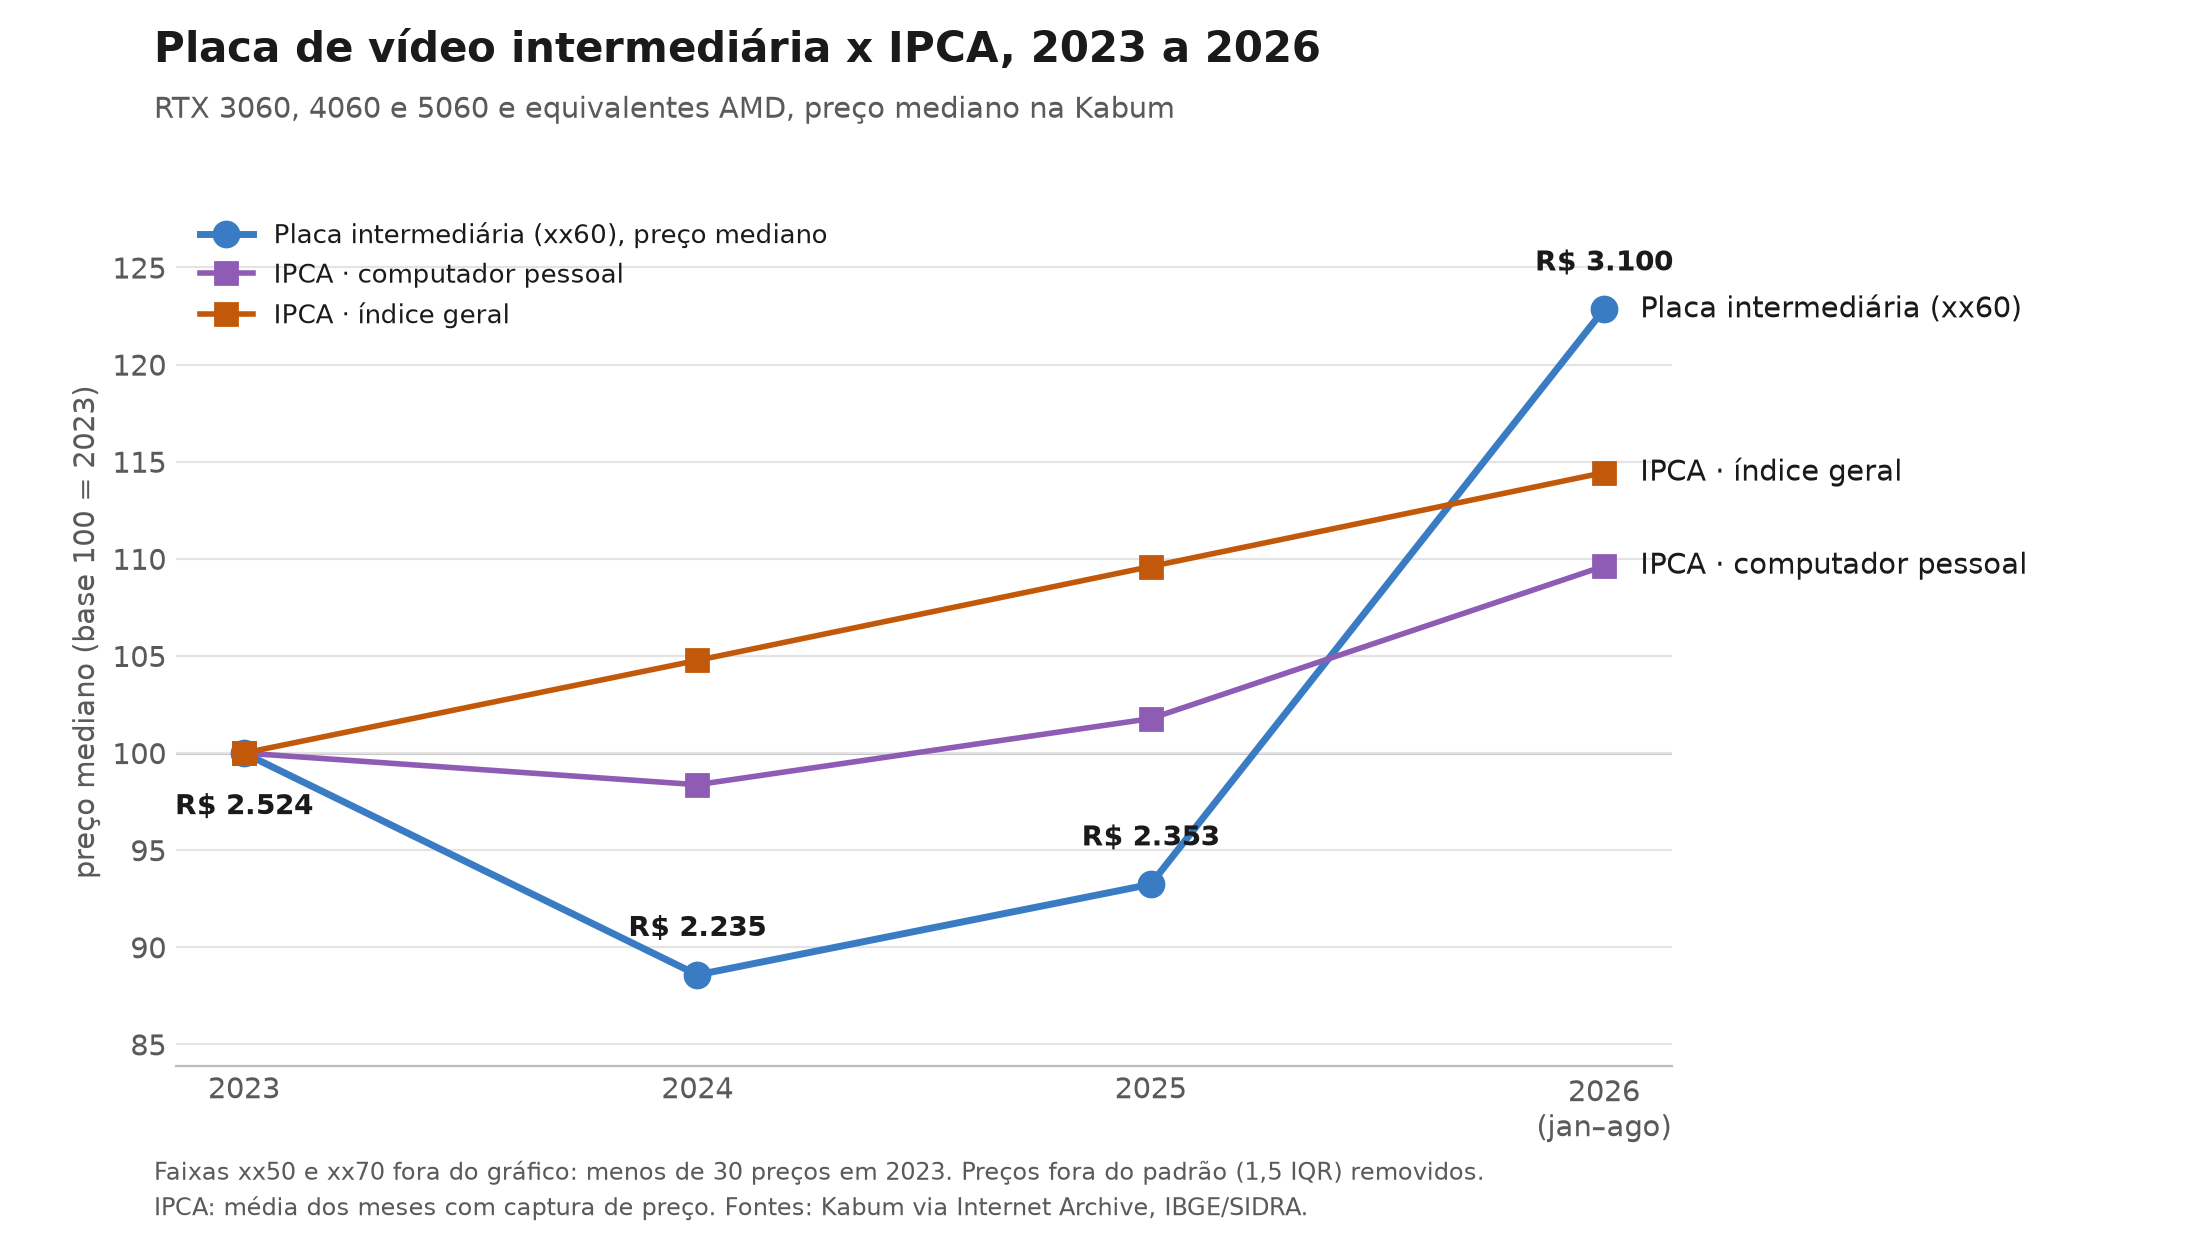 Placa de vídeo intermediária x IPCA, 2023 a 2026
RTX 3060, 4060 e 5060 e equivalentes AMD, preço mediano na Kabum
Placa intermediária (xx60), preço mediano
IPCA · computador pessoal
IPCA · índice geral
preço mediano (base 100 = 2023)
125
120
115
110
105
100
95
90
85
R$ 2.524
R$ 2.235
R$ 2.353
R$ 3.100
Placa intermediária (xx60)
IPCA · índice geral
IPCA · computador pessoal
2023
2024
2025
2026
(jan–ago)
Faixas xx50 e xx70 fora do gráfico: menos de 30 preços em 2023. Preços fora do padrão (1,5 IQR) removidos.
IPCA: média dos meses com captura de preço. Fontes: Kabum via Internet Archive, IBGE/SIDRA.